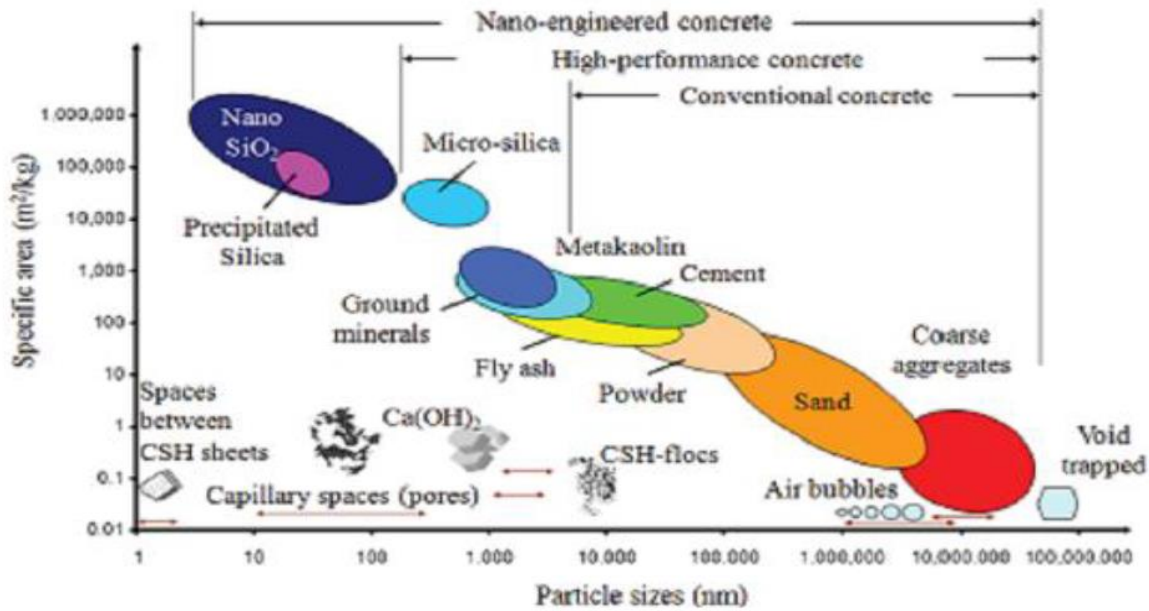 Nano-engineered concrete
High-performance concrete
Conventional concrete
Specific area (m²/kg)
1,000,000
100,000
10,000
1,000
100
10
1
0.1
0.01
Nano
SiO₂
Precipitated
Silica
Micro-silica
Metakaolin
Cement
Ground
minerals
Fly ash
Powder
Sand
Coarse
aggregates
Spaces
between
CSH sheets
Ca(OH)₂
CSH-flocs
Capillary spaces (pores)
Air bubbles
Void
trapped
1
10
100
1.000
10.000
100.000
1.000.000
10.000.000
100.000.000
Particle sizes (nm)